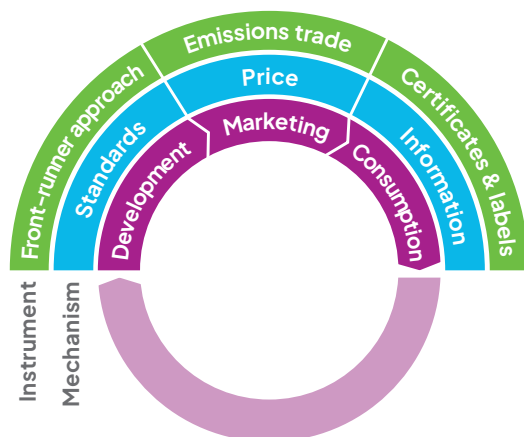 Front-runner approach
Emissions trade
Certificates & labels
Standards
Price
Information
Development
Marketing
Consumption
Instrument
Mechanism